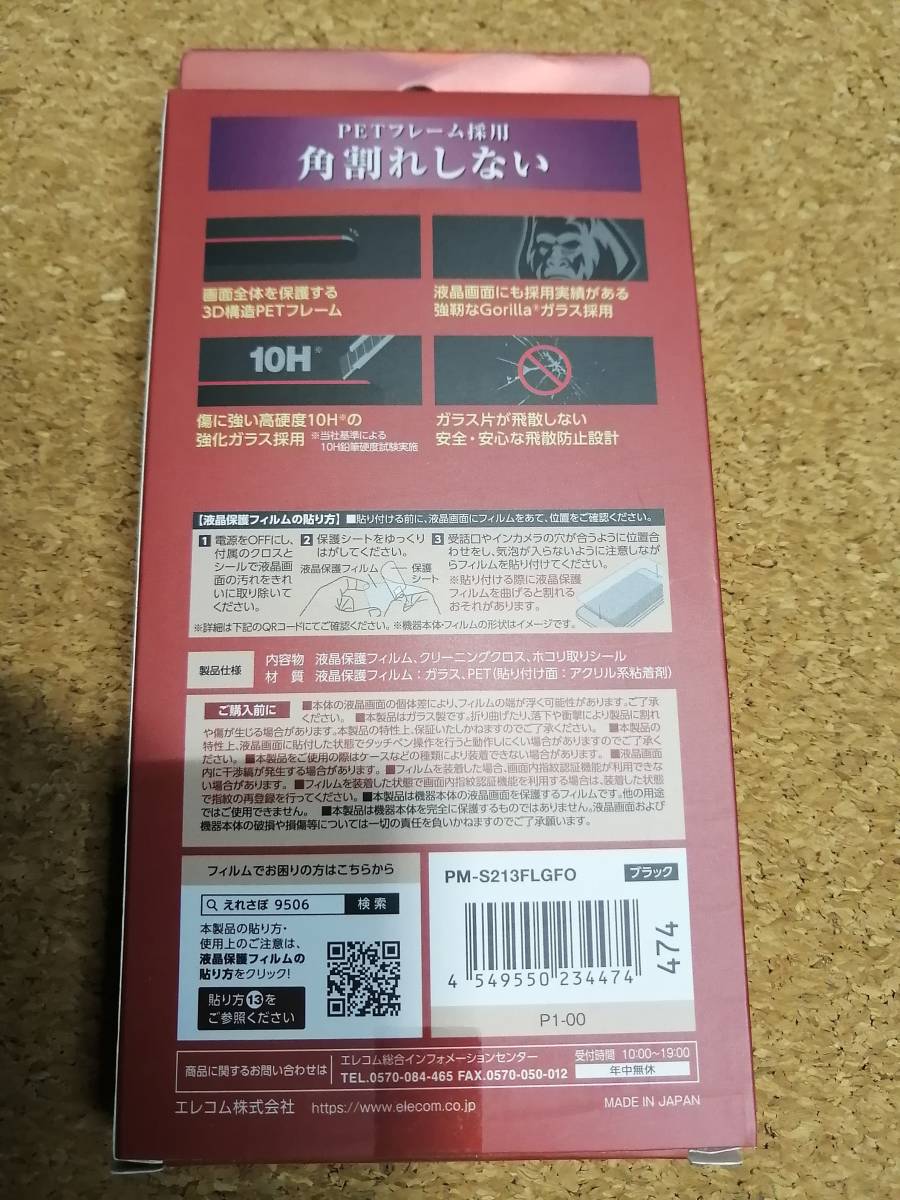 PETフレーム採用
角割れしない
画面全体を保護する
3D構造PETフレーム
液晶画面にも採用実績がある
強靭なGorilla®ガラス採用
10H※
傷に強い高硬度10H※の
強化ガラス採用 ※当社基準による
10H鉛筆硬度試験実施
ガラス片が飛散しない
安全・安心な飛散防止設計
【液晶保護フィルムの貼り方】 ■貼り付ける前に、液晶画面にフィルムをあて、位置をご確認ください。
1 電源をOFFにし、
付属のクロスと
シールで液晶画
面の汚れをきれ
いに取り除いて
ください。
2 保護シートをゆっくり
はがしてください。
液晶保護フィルム
保護
シート
3 受話口やインカメラの穴が合うように位置合
わせをし、気泡が入らないように注意しなが
らフィルムを貼り付けてください。
※貼り付ける際に液晶保護
フィルムを曲げると割れる
おそれがあります。
※詳細は下記のQRコードにてご確認ください。 ※機器本体・フィルムの形状はイメージです。
製品仕様
内容物 液晶保護フィルム、クリーニングクロス、ホコリ取りシール
材 質 液晶保護フィルム：ガラス、PET(貼り付け面：アクリル系粘着剤)
ご購入前に ■本体の液晶画面の個体差により、フィルムの端が浮く可能性があります。ご了承
ください。 ■本製品はガラス製です。折り曲げたり、落下や衝撃により製品に割れ
や傷が生じる場合があります。本製品の特性上、保証いたしかねますのでご了承ください。 ■本製品の
特性上、液晶画面に貼付した状態でタッチペン操作を行うと動作しにくい場合がありますのでご了承く
ださい。 ■本製品をご使用の際はケースなどの種類により装着できない場合があります。 ■液晶画面
内に干渉縞が発生する場合があります。 ■フィルムを装着した場合、画面内指紋認証機能が利用できな
い場合があります。 ■フィルムを装着した状態で画面内指紋認証機能を利用する場合は、装着した状態
で指紋の再登録を行ってください。 ■本製品は機器本体の液晶画面を保護するフィルムです。他の用途
ではご使用できません。 ■本製品は機器本体を完全に保護するものではありません。液晶画面および
機器本体の破損や損傷等については一切の責任を負いかねますのでご了承願います。
フィルムでお困りの方はこちらから
えれさぽ 9506 検索
本製品の貼り方・
使用上のご注意は、
液晶保護フィルムの
貼り方をクリック!
貼り方⑬を
ご参照ください
PM-S213FLGFO ブラック
4 549550 234474
474
P1-00
商品に関するお問い合わせは
エレコム総合インフォメーションセンター
TEL.0570-084-465 FAX.0570-050-012
受付時間 10:00~19:00
年中無休
エレコム株式会社 https://www.elecom.co.jp
MADE IN JAPAN